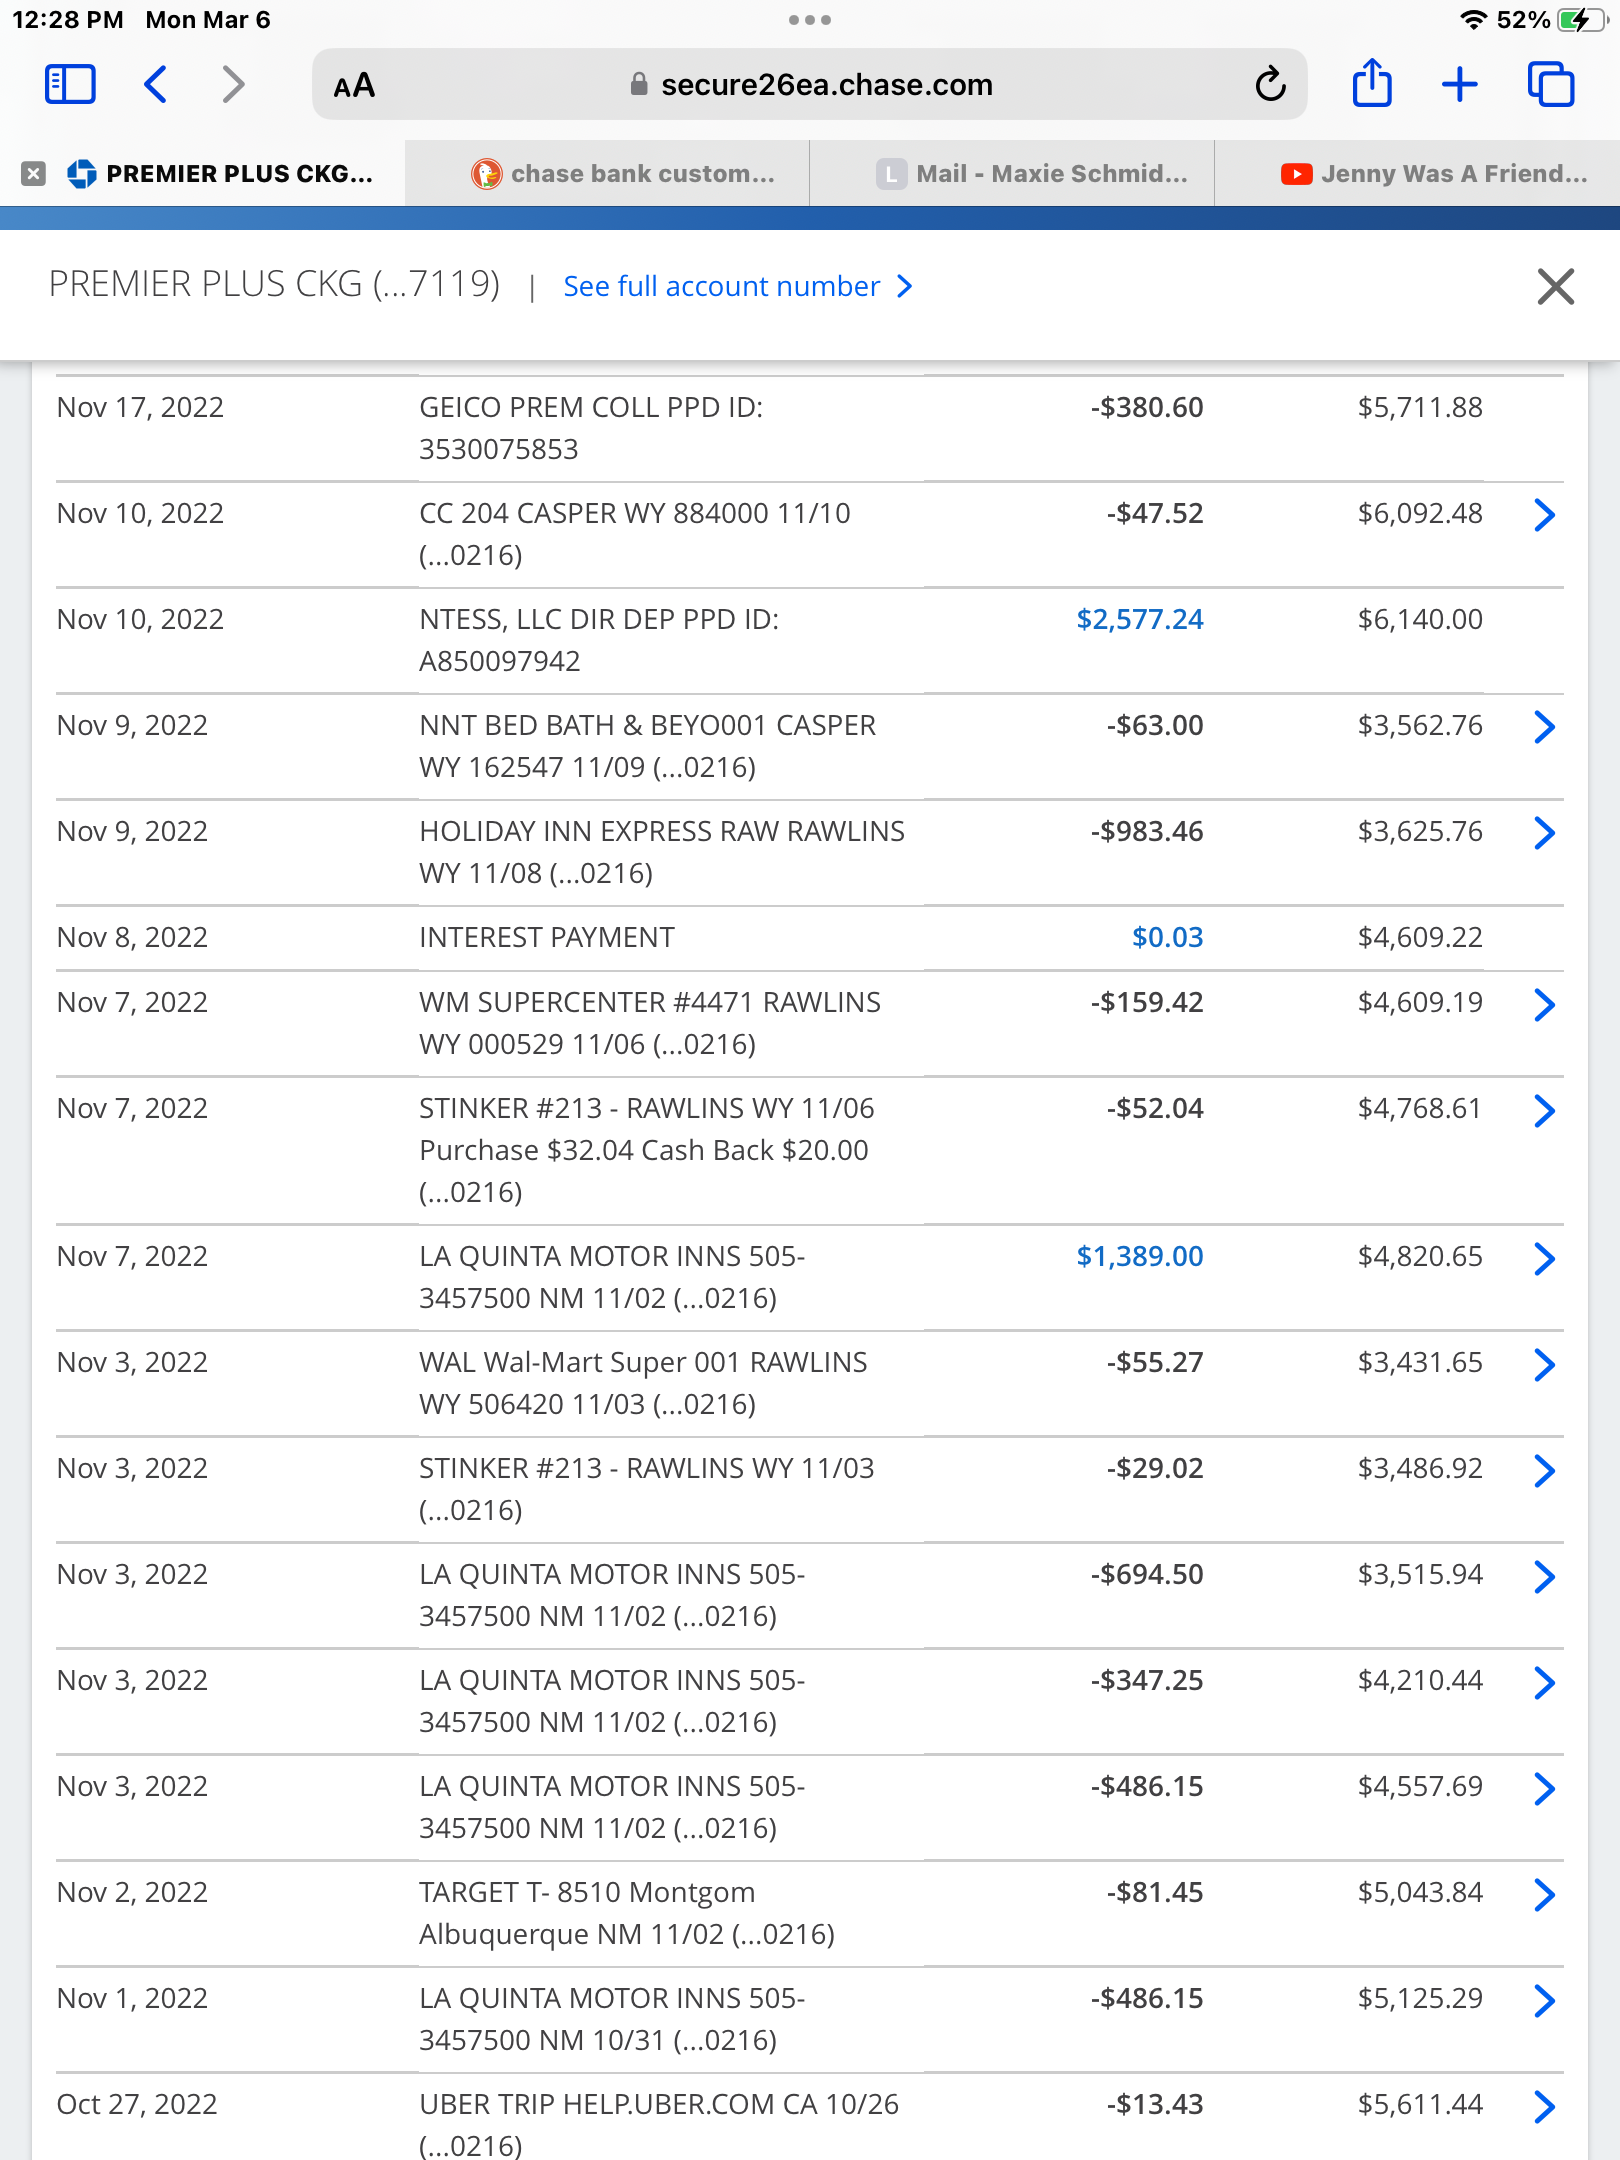 12:28 PM Mon Mar 6 52%
AA secure26ea.chase.com
PREMIER PLUS CKG... chase bank custom... L Mail - Maxie Schmid... Jenny Was A Friend...
PREMIER PLUS CKG (...7119) | See full account number
Nov 17, 2022 GEICO PREM COLL PPD ID: -$380.60 $5,711.88
3530075853
Nov 10, 2022 CC 204 CASPER WY 884000 11/10 -$47.52 $6,092.48
(...0216)
Nov 10, 2022 NTESS, LLC DIR DEP PPD ID: $2,577.24 $6,140.00
A850097942
Nov 9, 2022 NNT BED BATH & BEYO001 CASPER -$63.00 $3,562.76
WY 162547 11/09 (...0216)
Nov 9, 2022 HOLIDAY INN EXPRESS RAW RAWLINS -$983.46 $3,625.76
WY 11/08 (...0216)
Nov 8, 2022 INTEREST PAYMENT $0.03 $4,609.22
Nov 7, 2022 WM SUPERCENTER #4471 RAWLINS -$159.42 $4,609.19
WY 000529 11/06 (...0216)
Nov 7, 2022 STINKER #213 - RAWLINS WY 11/06 -$52.04 $4,768.61
Purchase $32.04 Cash Back $20.00
(...0216)
Nov 7, 2022 LA QUINTA MOTOR INNS 505- $1,389.00 $4,820.65
3457500 NM 11/02 (...0216)
Nov 3, 2022 WAL Wal-Mart Super 001 RAWLINS -$55.27 $3,431.65
WY 506420 11/03 (...0216)
Nov 3, 2022 STINKER #213 - RAWLINS WY 11/03 -$29.02 $3,486.92
(...0216)
Nov 3, 2022 LA QUINTA MOTOR INNS 505- -$694.50 $3,515.94
3457500 NM 11/02 (...0216)
Nov 3, 2022 LA QUINTA MOTOR INNS 505- -$347.25 $4,210.44
3457500 NM 11/02 (...0216)
Nov 3, 2022 LA QUINTA MOTOR INNS 505- -$486.15 $4,557.69
3457500 NM 11/02 (...0216)
Nov 2, 2022 TARGET T- 8510 Montgom -$81.45 $5,043.84
Albuquerque NM 11/02 (...0216)
Nov 1, 2022 LA QUINTA MOTOR INNS 505- -$486.15 $5,125.29
3457500 NM 10/31 (...0216)
Oct 27, 2022 UBER TRIP HELP.UBER.COM CA 10/26 -$13.43 $5,611.44
(...0216)